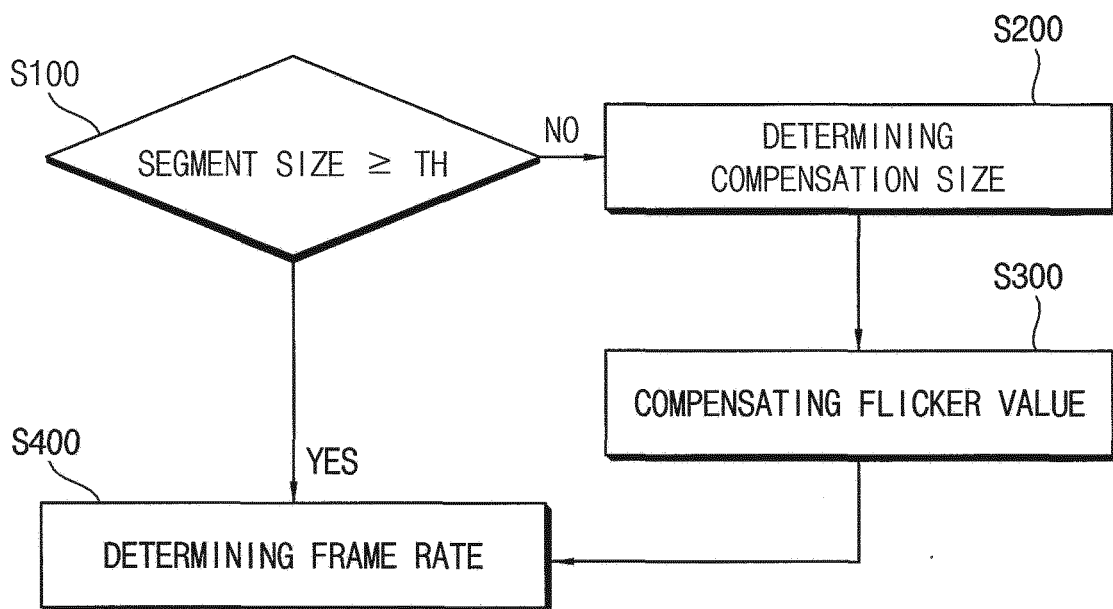 S100
SEGMENT SIZE ≥ TH
NO
S200
DETERMINING
COMPENSATION SIZE
S300
COMPENSATING FLICKER VALUE
YES
S400
DETERMINING FRAME RATE